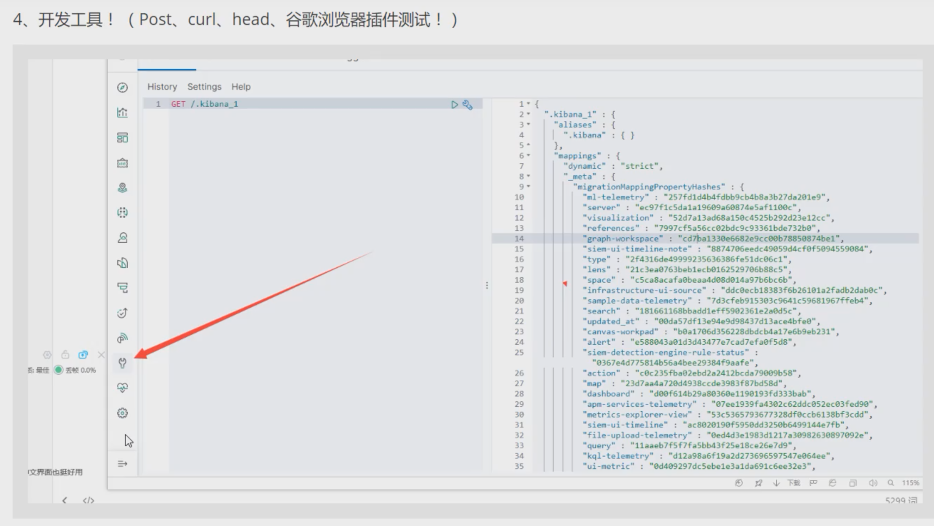 4、开发工具！（Post、curl、head、谷歌浏览器插件测试！）
History Settings Help
1 GET /.kibana_1
1 {
2 ".kibana_1" : {
3 "aliases" : {
4 ".kibana" : { }
5 },
6 "mappings" : {
7 "dynamic" : "strict",
8 "_meta" : {
9 "migrationMappingPropertyHashes" : {
10 "ml-telemetry" : "257fd1d4b4fdbb9cb4b8a3b27da201e9",
11 "server" : "ec97f1c5da1a19609a60874e5af1100c",
12 "visualization" : "52d7a13ad68a150c4525b292d23e12cc",
13 "references" : "7997cf5a56cc02bdc9c93361bde732b0",
14 "graph-workspace" : "cd7ba1330e6682e9cc00b78850874be1",
15 "siem-ui-timeline-note" : "8874706eedc49059d4cf0f5094559084",
16 "type" : "2f4316de49999235636386fe51dc06c1",
17 "lens" : "21c3ea0763beb1ecb0162529706b88c5",
18 "space" : "c5ca8acafa0beaa4d08d014a97b6bc6b",
19 "infrastructure-ui-source" : "ddc0ecb18383f6b26101a2fadb2dab0c",
20 "sample-data-telemetry" : "7d3cfeb915303c9641c59681967ffeb4",
21 "search" : "181661168bbadd1eff5902361e2a0d5c",
22 "updated_at" : "00da57df13e94e9d98437d13ace4bfe0",
23 "canvas-workpad" : "b0a1706d356228dbdcb4a17e6b9eb231",
24 "alert" : "e588043a01d3d43477e7cad7efa0f5d8",
25 "siem-detection-engine-rule-status" :
"0367e4d775814b56a4bee29384f9aafe",
26 "action" : "c0c235fba02ebd2a2412bcda79009b58",
27 "map" : "23d7aa4a720d4938ccde3983f87bd58d",
28 "dashboard" : "d00f614b29a80360e1190193fd333bab",
29 "apm-services-telemetry" : "07ee1939fa4302c62ddc052ec03fed90",
30 "metrics-explorer-view" : "53c5365793677328df0ccb6138bf3cdd",
31 "siem-ui-timeline" : "ac8020190f5950dd3250b6499144e7fb",
32 "file-upload-telemetry" : "0ed4d3e1983d1217a30982630897092e",
33 "query" : "11aaeb7f5f7fa5bb43f25e18ce26e7d9",
34 "kql-telemetry" : "d12a98a6f19a2d273696597547e064ee",
35 "ui-metric" : "0d409297dc5ebe1e3a1da691c6ee32e3",
最佳 丢帧 0.0%
文界面也挺好用
下载 115%
5299 词